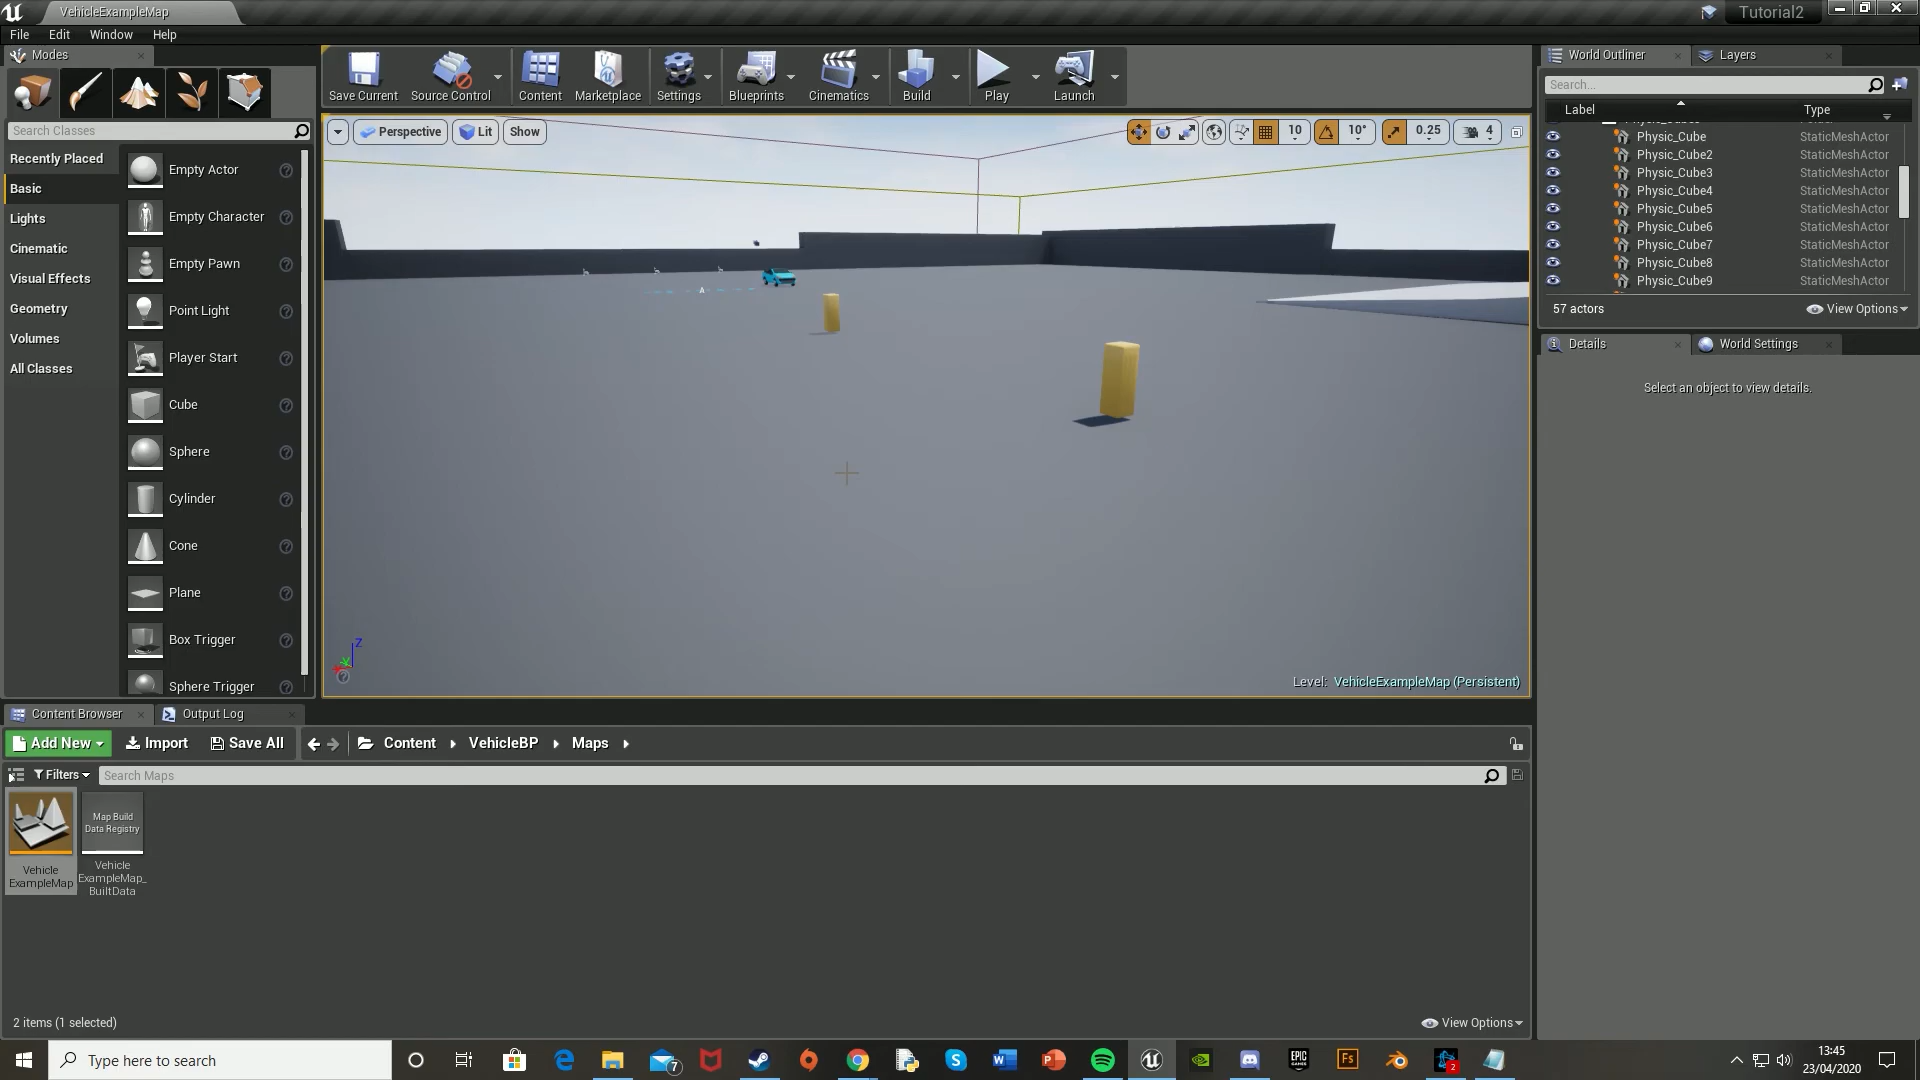 VehicleExampleMap
Tutorial2
File Edit Window Help
Modes
Search Classes
Recently Placed
Basic
Lights
Cinematic
Visual Effects
Geometry
Volumes
All Classes
Empty Actor
Empty Character
Empty Pawn
Point Light
Player Start
Cube
Sphere
Cylinder
Cone
Plane
Box Trigger
Sphere Trigger
Save Current Source Control Content Marketplace Settings Blueprints Cinematics Build Play Launch
Perspective Lit Show
10 10° 0.25 4
Z
Level: VehicleExampleMap (Persistent)
World Outliner Layers
Search...
Label Type
Physic_Cube StaticMeshActor
Physic_Cube2 StaticMeshActor
Physic_Cube3 StaticMeshActor
Physic_Cube4 StaticMeshActor
Physic_Cube5 StaticMeshActor
Physic_Cube6 StaticMeshActor
Physic_Cube7 StaticMeshActor
Physic_Cube8 StaticMeshActor
Physic_Cube9 StaticMeshActor
57 actors View Options
Details World Settings
Select an object to view details.
Content Browser Output Log
Add New Import Save All Content VehicleBP Maps
Filters Search Maps
Map Build
Data Registry
Vehicle
ExampleMap
Vehicle
ExampleMap_
BuiltData
2 items (1 selected) View Options
Type here to search
7
Fs
2
13:45
23/04/2020